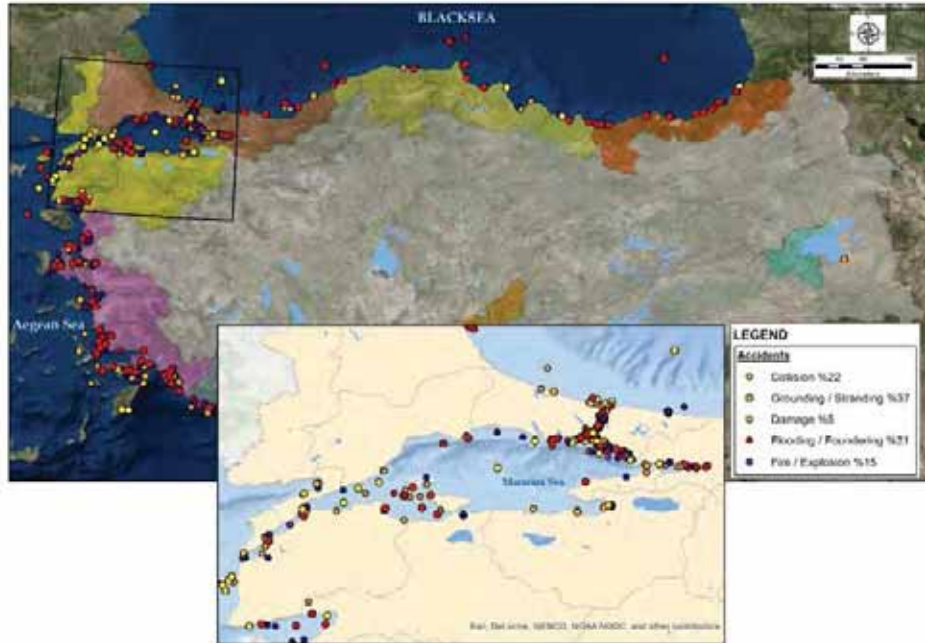 BLACKSEA
Aegean Sea
LEGEND
Accidents
Collision %22
Grounding / Stranding %37
Damage %5
Flooding / Foundering %21
Fire / Explosion %15
Marmara Sea
Esri, DeLorme, GEBCO, NOAA NGDC, and other contributors